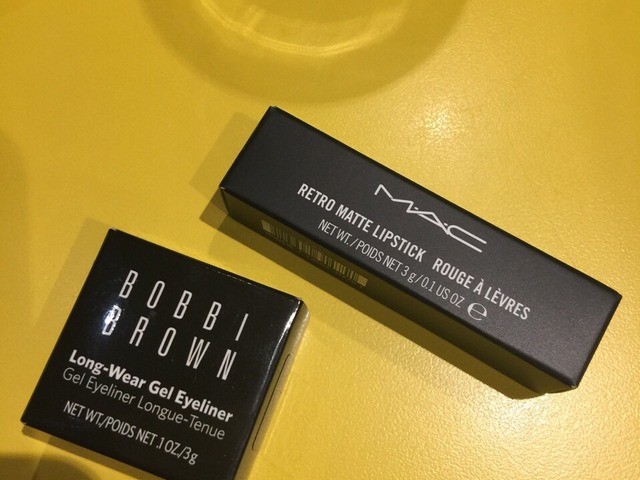 M·A·C
RETRO MATTE LIPSTICK ROUGE À LÈVRES
NET WT./POIDS NET 3 g / 0.1 US OZ ℮
BOBBI
BROWN
Long-Wear Gel Eyeliner
Gel Eyeliner Longue-Tenue
NET WT./POIDS NET .1 OZ./3g